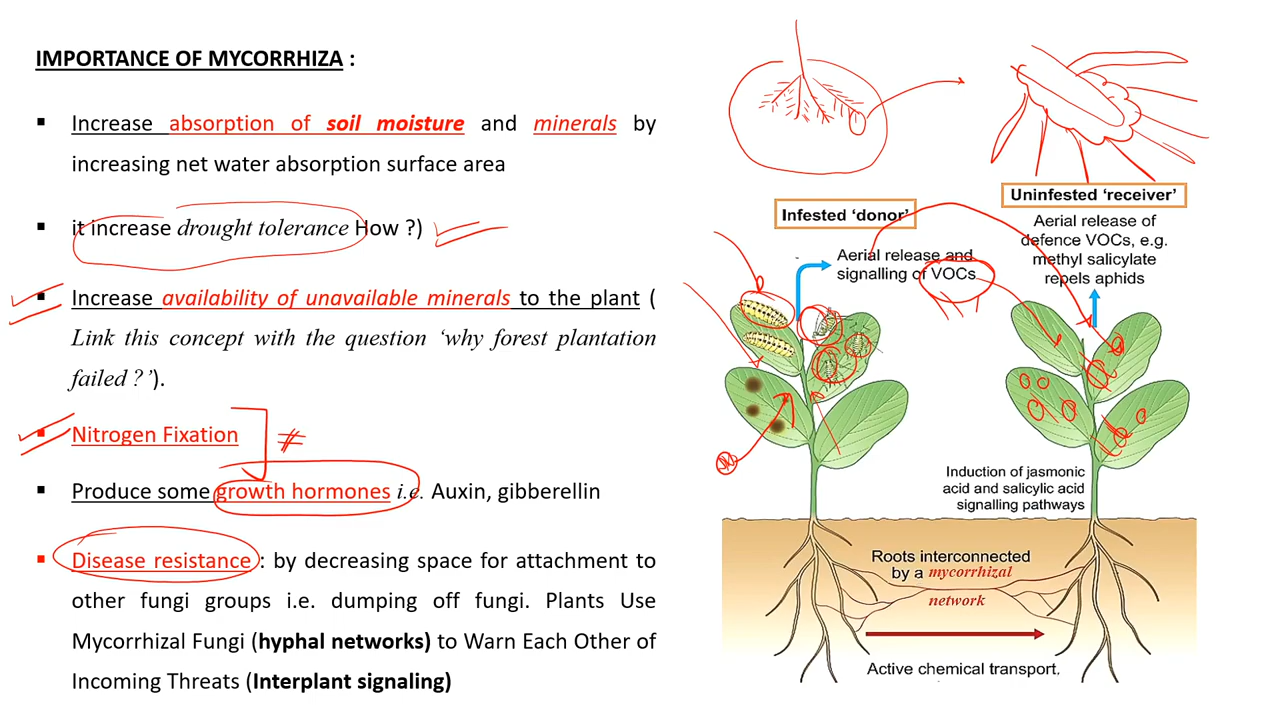 IMPORTANCE OF MYCORRHIZA :
▪ Increase absorption of soil moisture and minerals by
increasing net water absorption surface area
▪ it increase drought tolerance How ?)
▪ Increase availability of unavailable minerals to the plant (
Link this concept with the question ‘why forest plantation
failed ?’).
▪ Nitrogen Fixation
▪ Produce some growth hormones i.e. Auxin, gibberellin
▪ Disease resistance : by decreasing space for attachment to
other fungi groups i.e. dumping off fungi. Plants Use
Mycorrhizal Fungi (hyphal networks) to Warn Each Other of
Incoming Threats (Interplant signaling)
Infested ‘donor’
Aerial release and
signalling of VOCs
Uninfested ‘receiver’
Aerial release of
defence VOCs, e.g.
methyl salicylate
repels aphids
Induction of jasmonic
acid and salicylic acid
signalling pathways
Roots interconnected
by a mycorrhizal
network
Active chemical transport.